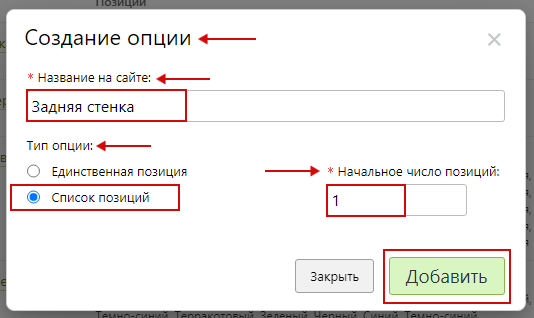 Позиции
Создание опции
* Название на сайте:
Задняя стенка
Тип опции:
Единственная позиция
* Начальное число позиций:
Список позиций
1
Закрыть
Добавить
Темно-синий, Терракотовый, Зеленый, Черный, Синий, Темно-синий